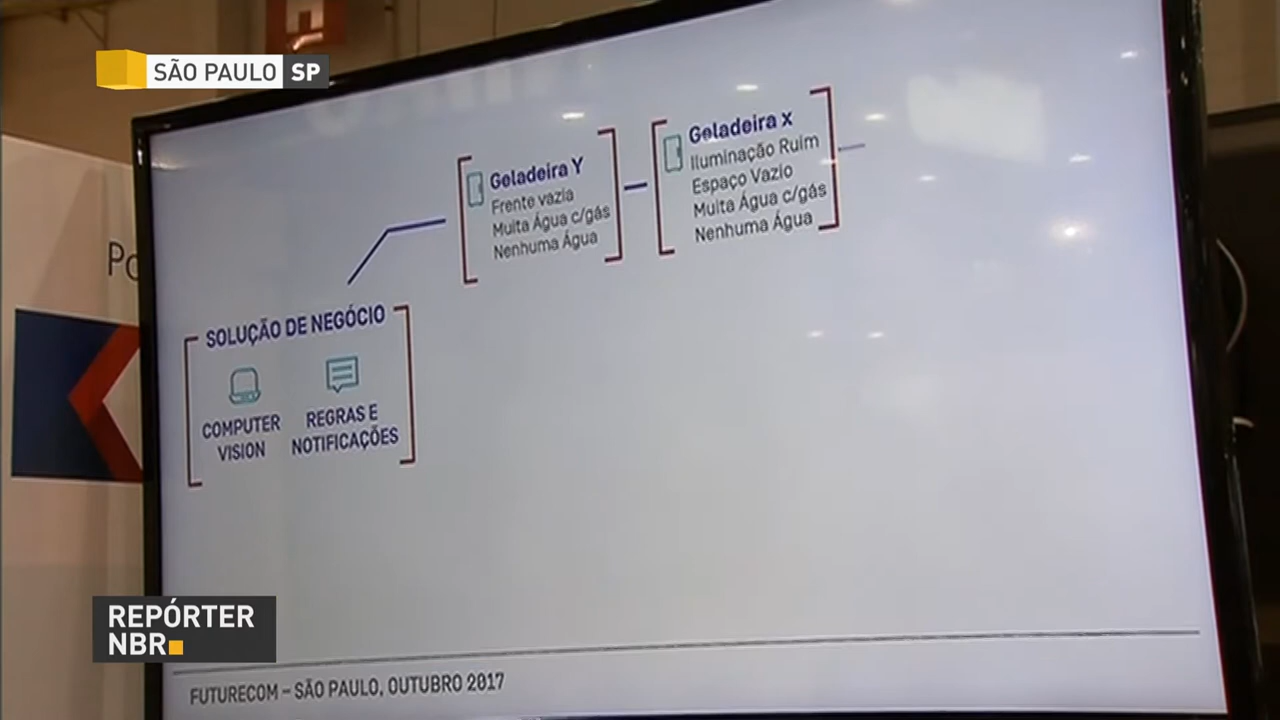 SÃO PAULO SP
Geladeira Y
Frente vazia
Muita Água c/gás
Nenhuma Água
Geladeira x
Iluminação Ruim
Espaço Vazio
Muita Água c/gás
Nenhuma Água
SOLUÇÃO DE NEGÓCIO
COMPUTER
VISION
REGRAS E
NOTIFICAÇÕES
REPÓRTER
NBR
FUTURECOM – SÃO PAULO, OUTUBRO 2017